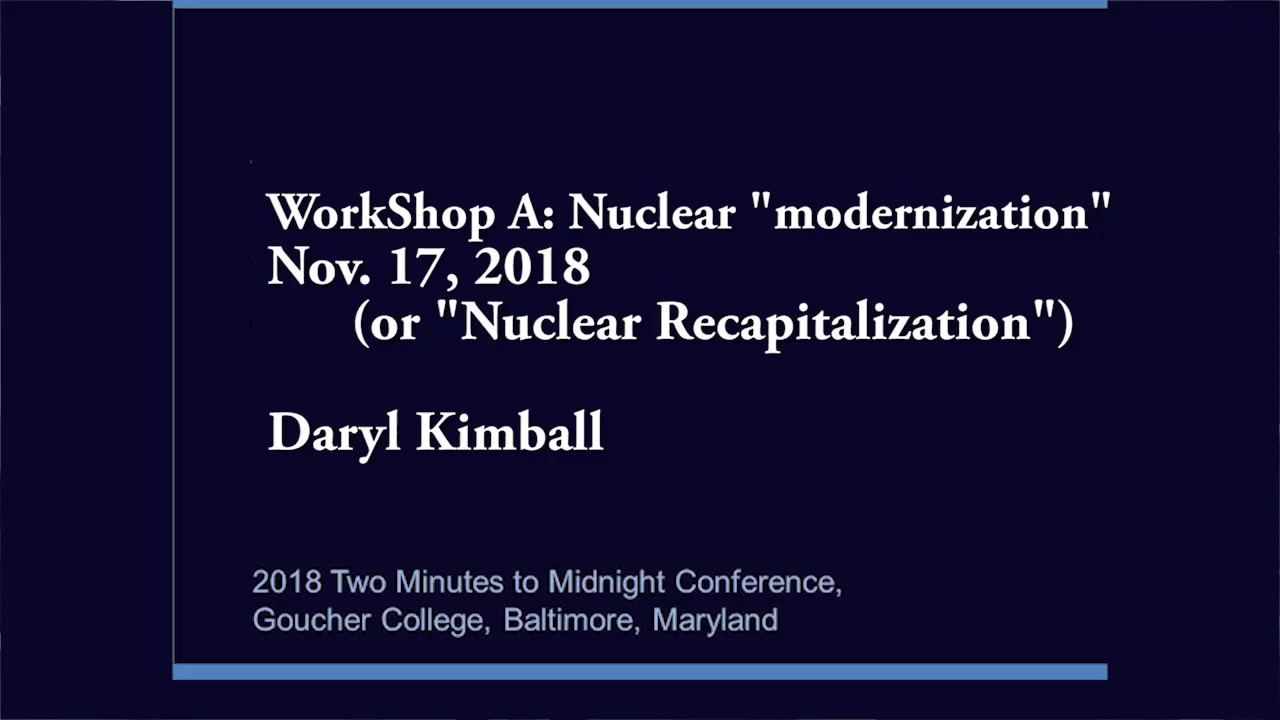 WorkShop A: Nuclear "modernization"
Nov. 17, 2018
(or "Nuclear Recapitalization")
Daryl Kimball
2018 Two Minutes to Midnight Conference,
Goucher College, Baltimore, Maryland